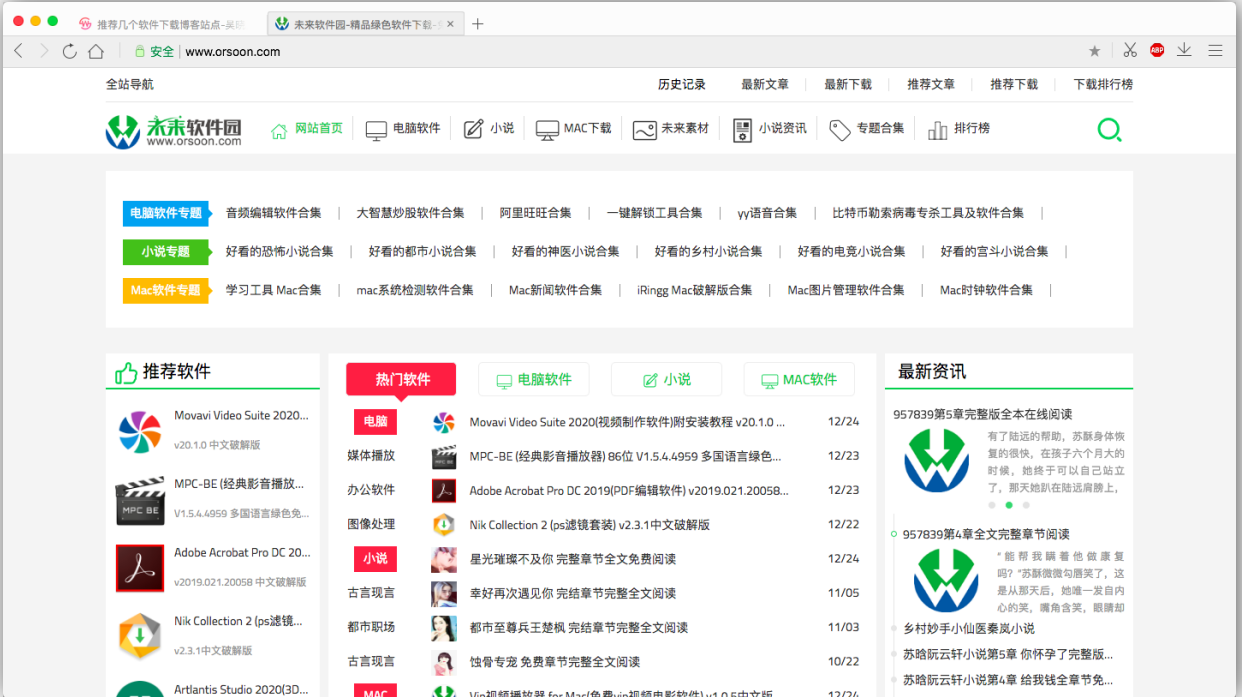 推荐几个软件下载博客站点-吴
未来软件园-精品绿色软件下载-
安全 www.orsoon.com
ABP
全站导航 历史记录 最新文章 最新下载 推荐文章 推荐下载 下载排行榜
未来软件园
www.orsoon.com
网站首页 电脑软件 小说 MAC下载 未来素材 小说资讯 专题合集 排行榜
电脑软件专题 音频编辑软件合集 | 大智慧炒股软件合集 | 阿里旺旺合集 | 一键解锁工具合集 | yy语音合集 | 比特币勒索病毒专杀工具及软件合集 |
小说专题 好看的恐怖小说合集 | 好看的都市小说合集 | 好看的神医小说合集 | 好看的乡村小说合集 | 好看的电竞小说合集 | 好看的宫斗小说合集 |
Mac软件专题 学习工具 Mac合集 | mac系统检测软件合集 | Mac新闻软件合集 | iRingg Mac破解版合集 | Mac图片管理软件合集 | Mac时钟软件合集 |
推荐软件
Movavi Video Suite 2020...
v20.1.0 中文破解版
MPC-BE (经典影音播放...
V1.5.4.4959 多国语言绿色免...
MPC BE
Adobe Acrobat Pro DC 20...
v2019.021.20058 中文破解版
Nik Collection 2 (ps滤镜...
v2.3.1中文破解版
Artlantis Studio 2020(3D...
热门软件 电脑软件 小说 MAC软件
电脑 Movavi Video Suite 2020(视频制作软件)附安装教程 v20.1.0 ... 12/24
媒体播放 MPC-BE (经典影音播放器) 86位 V1.5.4.4959 多国语言绿色... 12/23
办公软件 Adobe Acrobat Pro DC 2019(PDF编辑软件) v2019.021.20058... 12/23
图像处理 Nik Collection 2 (ps滤镜套装) v2.3.1中文破解版 12/22
小说 星光璀璨不及你 完整章节全文免费阅读 12/24
古言现言 幸好再次遇见你 完结章节完整全文阅读 11/05
都市职场 都市至尊兵王楚枫 完结章节完整全文阅读 11/03
古言现言 蚀骨专宠 免费章节完整全文阅读 10/22
MAC Vip视频播放器 for Mac(免费vip视频电影软件) v1.0.5中文版 12/24
最新资讯
957839第5章完整版全本在线阅读
有了陆远的帮助，苏酥身体恢
复的很快，在孩子六个月大的
时候，她终于可以自己站立
了，那天她趴在陆远肩膀上，
957839第4章全文完整章节阅读
“能帮我瞒着他做康复
吗？”苏酥微微勾唇笑了，这
是从那天后，她唯一发自内
心的笑，嘴角含笑，眼睛却
乡村妙手小仙医秦岚小说
苏晗阮云轩小说第5章 你怀孕了完整版...
苏晗阮云轩小说第4章 给我钱全章节免...